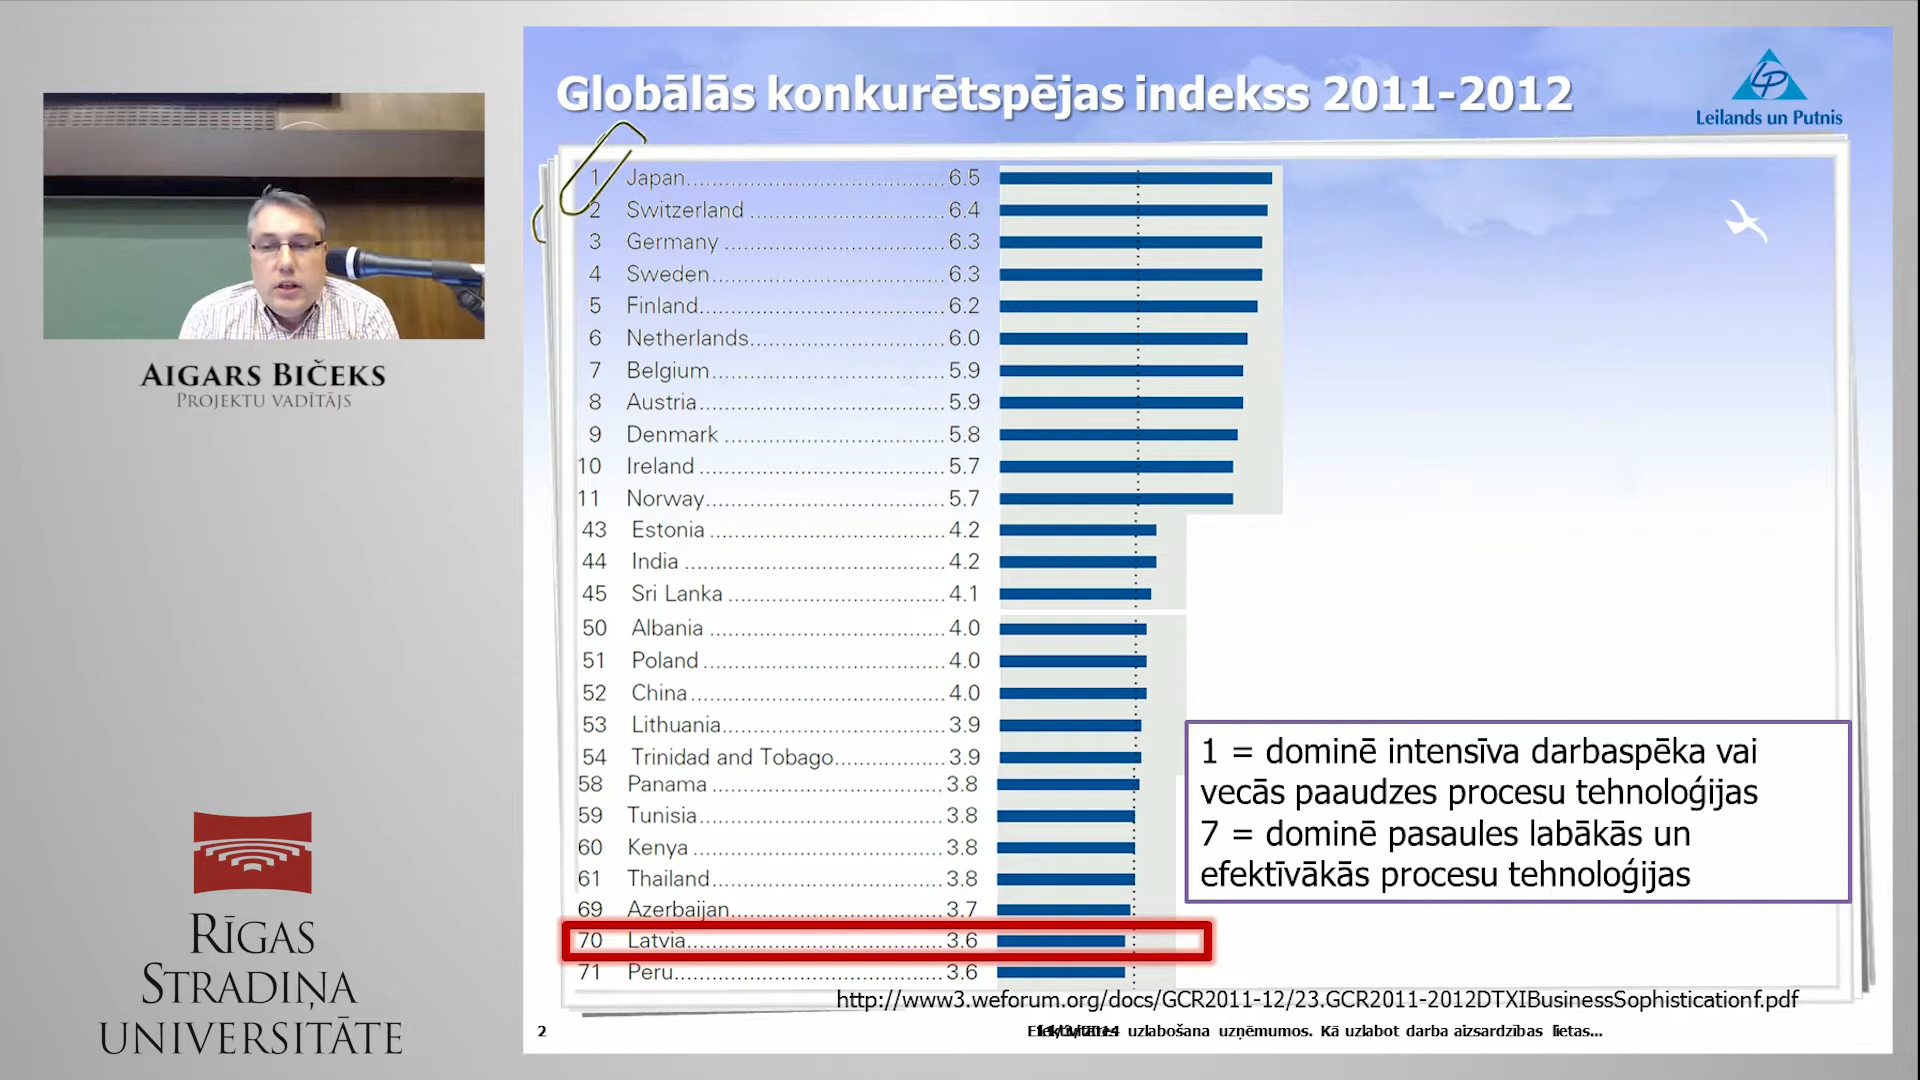 Globālās konkurētspējas indekss 2011-2012
Leilands un Putnis
1 Japan 6.5
2 Switzerland 6.4
3 Germany 6.3
4 Sweden 6.3
5 Finland 6.2
6 Netherlands 6.0
7 Belgium 5.9
8 Austria 5.9
9 Denmark 5.8
10 Ireland 5.7
11 Norway 5.7
43 Estonia 4.2
44 India 4.2
45 Sri Lanka 4.1
50 Albania 4.0
51 Poland 4.0
52 China 4.0
53 Lithuania 3.9
54 Trinidad and Tobago 3.9
58 Panama 3.8
59 Tunisia 3.8
60 Kenya 3.8
61 Thailand 3.8
69 Azerbaijan 3.7
70 Latvia 3.6
71 Peru 3.6
1 = dominē intensīva darbaspēka vai
vecās paaudzes procesu tehnoloģijas
7 = dominē pasaules labākās un
efektīvākās procesu tehnoloģijas
http://www3.weforum.org/docs/GCR2011-12/23.GCR2011-2012DTXIBusinessSophisticationf.pdf
2
uzlabošana uzņēmumos. Kā uzlabot darba aizsardzības lietas...
Aigars Bičeks
Projektu vadītājs
Rīgas
Stradiņa
universitāte